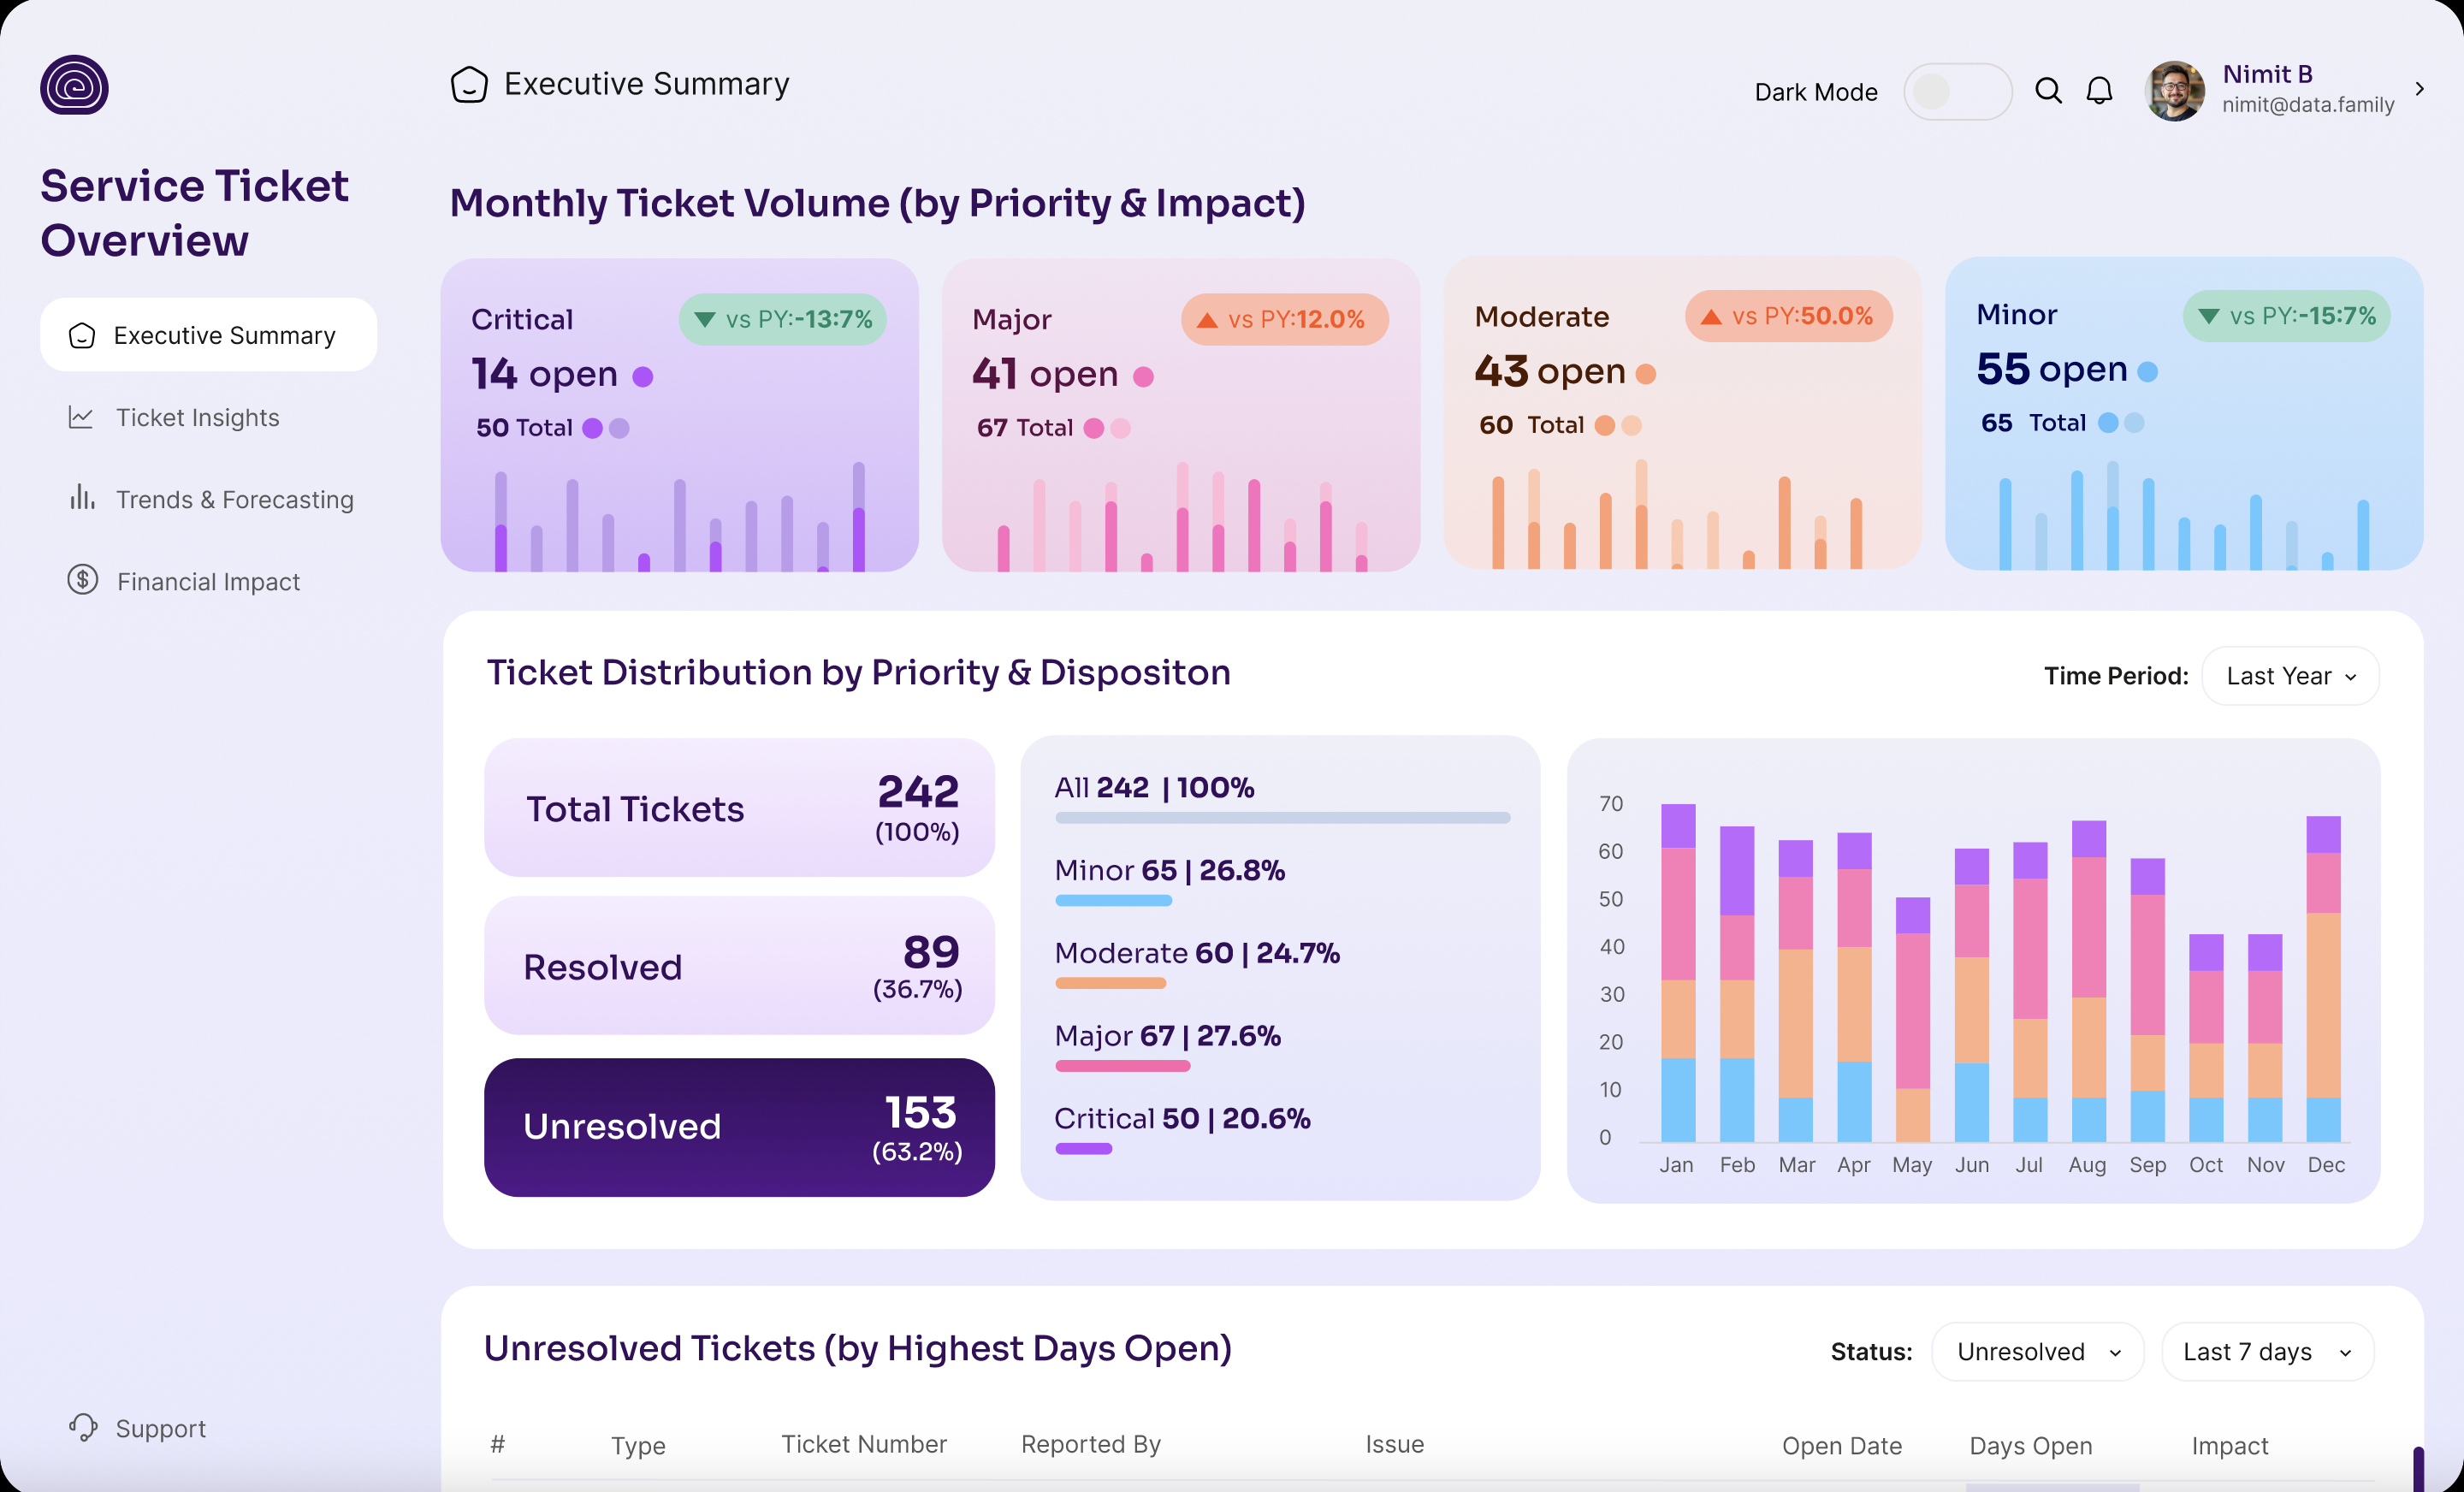 Service Ticket
Overview
Executive Summary
Ticket Insights
Trends & Forecasting
Financial Impact
Support
Executive Summary
Dark Mode
Nimit B
nimit@data.family
Monthly Ticket Volume (by Priority & Impact)
Critical
vs PY:-13:7%
14 open
50 Total
Major
vs PY:12.0%
41 open
67 Total
Moderate
vs PY:50.0%
43 open
60 Total
Minor
vs PY:-15:7%
55 open
65 Total
Ticket Distribution by Priority & Dispositon
Time Period:
Last Year
Total Tickets
242
(100%)
Resolved
89
(36.7%)
Unresolved
153
(63.2%)
All 242 | 100%
Minor 65 | 26.8%
Moderate 60 | 24.7%
Major 67 | 27.6%
Critical 50 | 20.6%
70
60
50
40
30
20
10
0
Jan Feb Mar Apr May Jun Jul Aug Sep Oct Nov Dec
Unresolved Tickets (by Highest Days Open)
Status:
Unresolved
Last 7 days
# Type Ticket Number Reported By Issue Open Date Days Open Impact